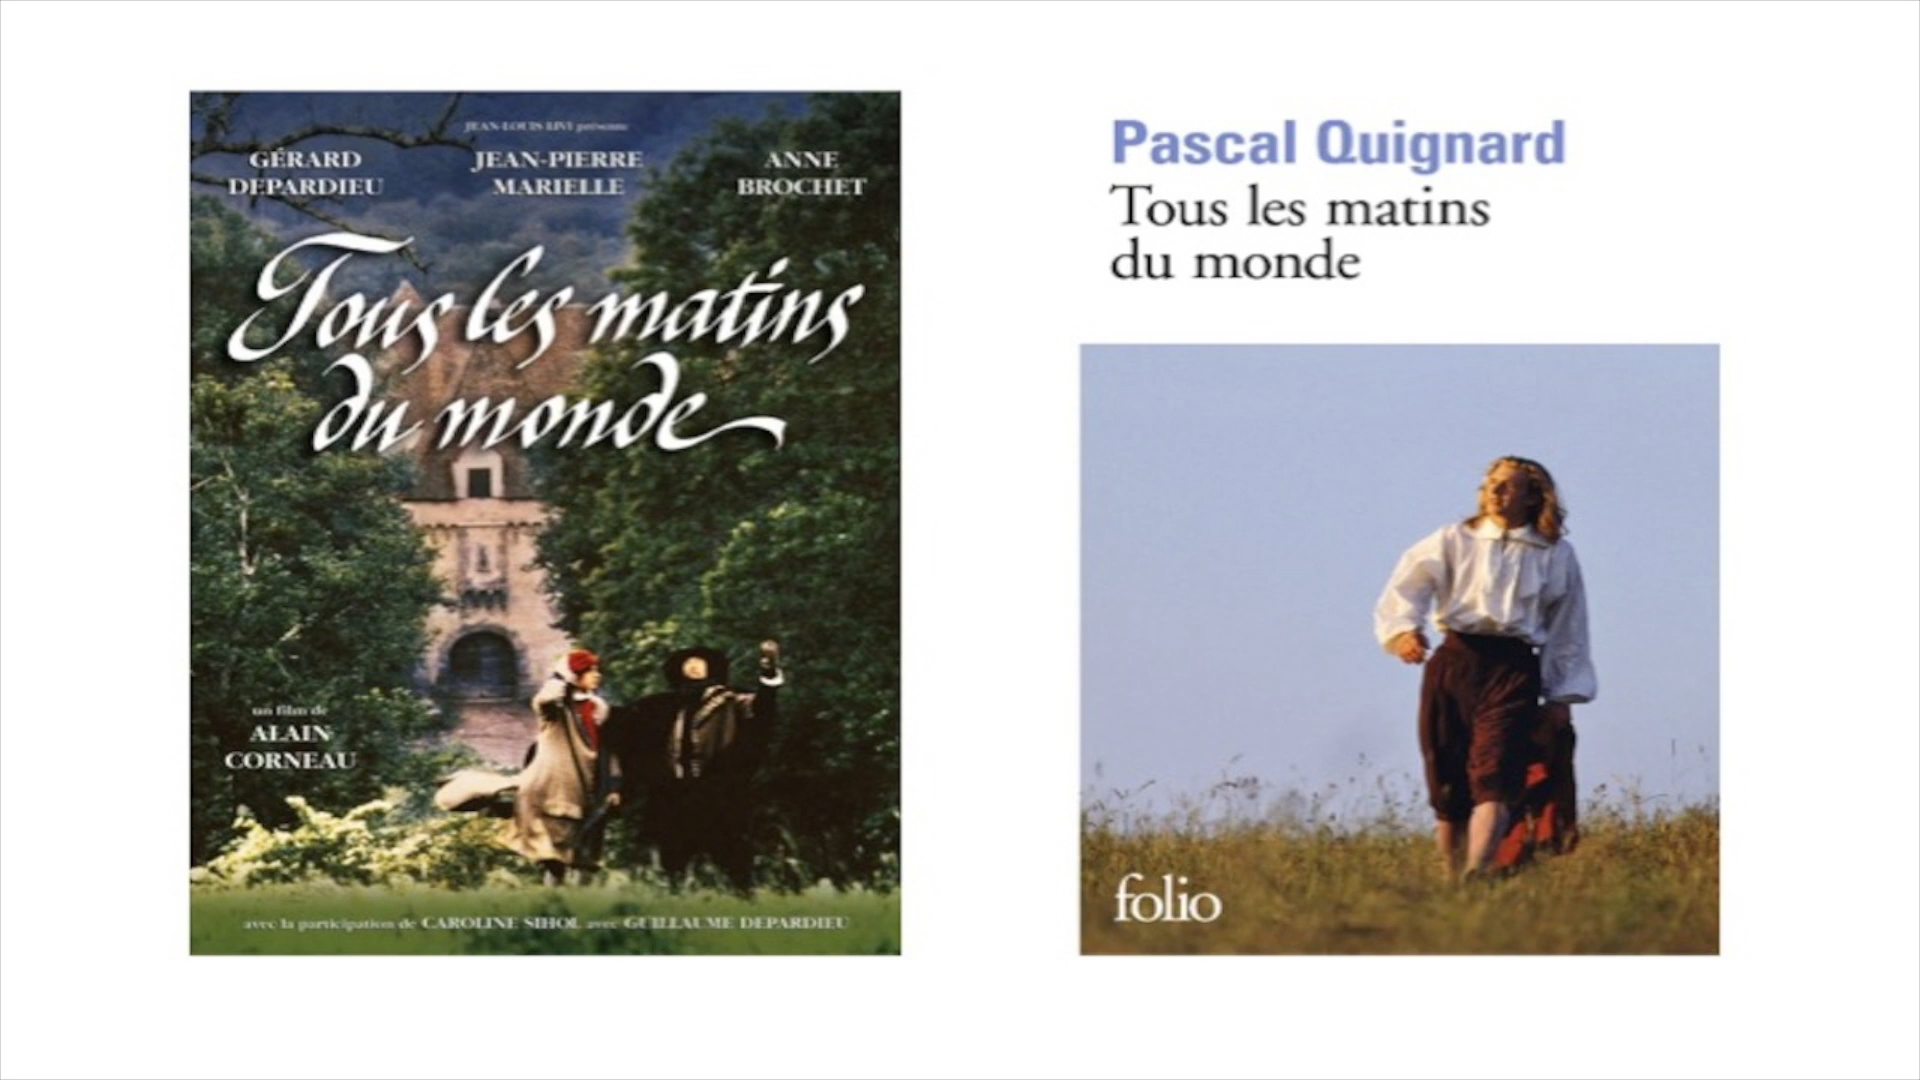 JEAN-LOUIS LIVI présente
GÉRARD
DEPARDIEU
JEAN-PIERRE
MARIELLE
ANNE
BROCHET
Tous les matins
du monde
un film de
ALAIN
CORNEAU
avec la participation de CAROLINE SIHOL avec GUILLAUME DEPARDIEU
Pascal Quignard
Tous les matins
du monde
folio